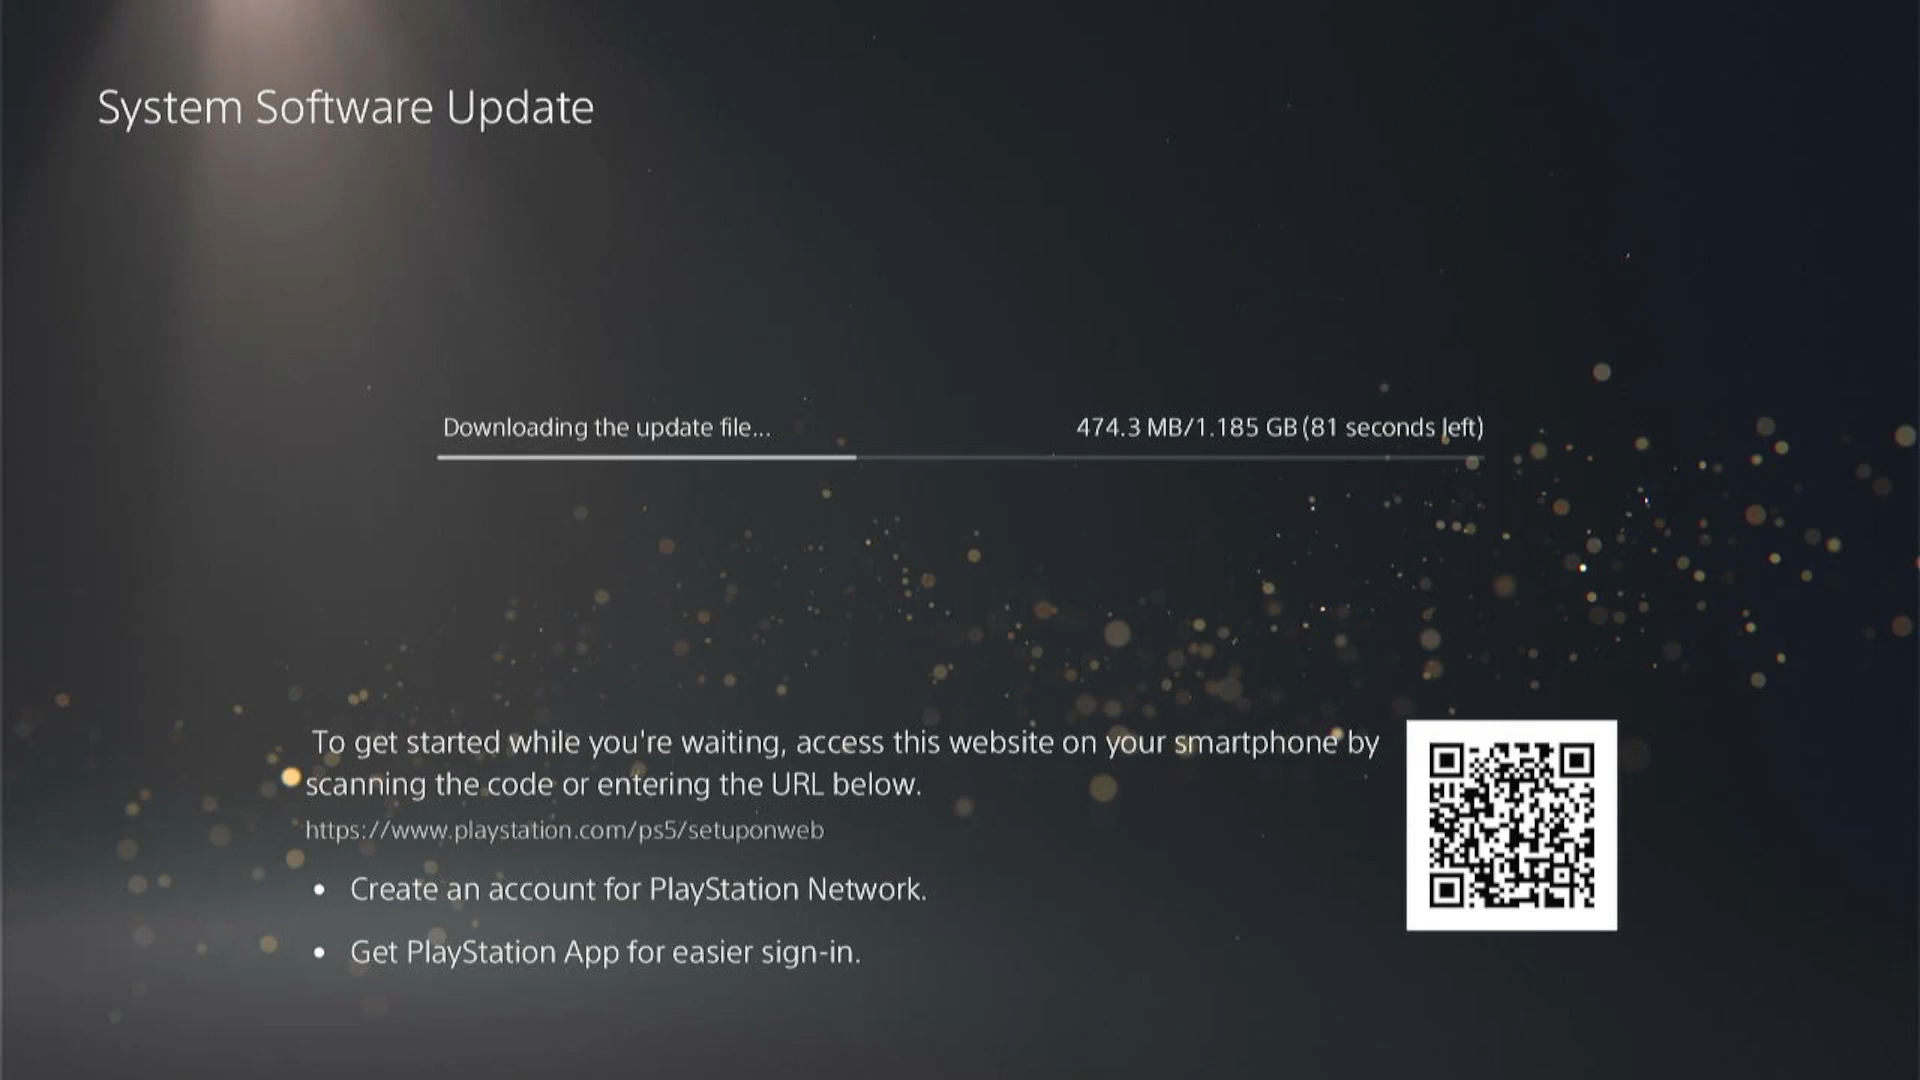 System Software Update
Downloading the update file...
474.3 MB/1.185 GB (81 seconds left)
To get started while you're waiting, access this website on your smartphone by
scanning the code or entering the URL below.
https://www.playstation.com/ps5/setuponweb
• Create an account for PlayStation Network.
• Get PlayStation App for easier sign-in.